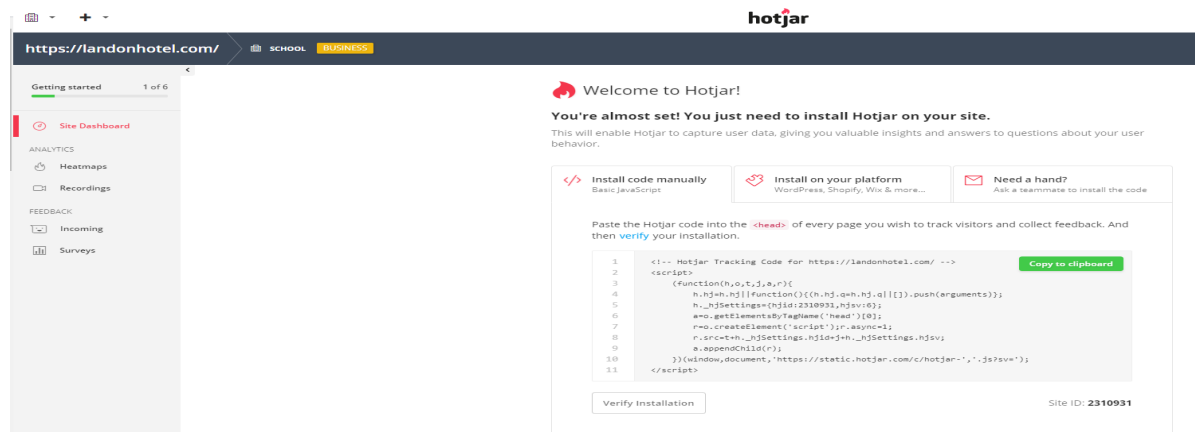 hotjar
https://landonhotel.com/ SCHOOL BUSINESS
Getting started 1 of 6
Site Dashboard
ANALYTICS
Heatmaps
Recordings
FEEDBACK
Incoming
Surveys
Welcome to Hotjar!
You're almost set! You just need to install Hotjar on your site.
This will enable Hotjar to capture user data, giving you valuable insights and answers to questions about your user
behavior.
</> Install code manually
Basic JavaScript
Install on your platform
WordPress, Shopify, Wix & more...
Need a hand?
Ask a teammate to install the code
Paste the Hotjar code into the <head> of every page you wish to track visitors and collect feedback. And
then verify your installation.
Copy to clipboard
1 <!-- Hotjar Tracking Code for https://landonhotel.com/ -->
2 <script>
3 (function(h,o,t,j,a,r){
4 h.hj=h.hj||function(){(h.hj.q=h.hj.q||[]).push(arguments)};
5 h._hjSettings={hjid:2310931,hjsv:6};
6 a=o.getElementsByTagName('head')[0];
7 r=o.createElement('script');r.async=1;
8 r.src=t+h._hjSettings.hjid+j+h._hjSettings.hjsv;
9 a.appendChild(r);
10 })(window,document,'https://static.hotjar.com/c/hotjar-','.js?sv=');
11 </script>
Verify Installation Site ID: 2310931